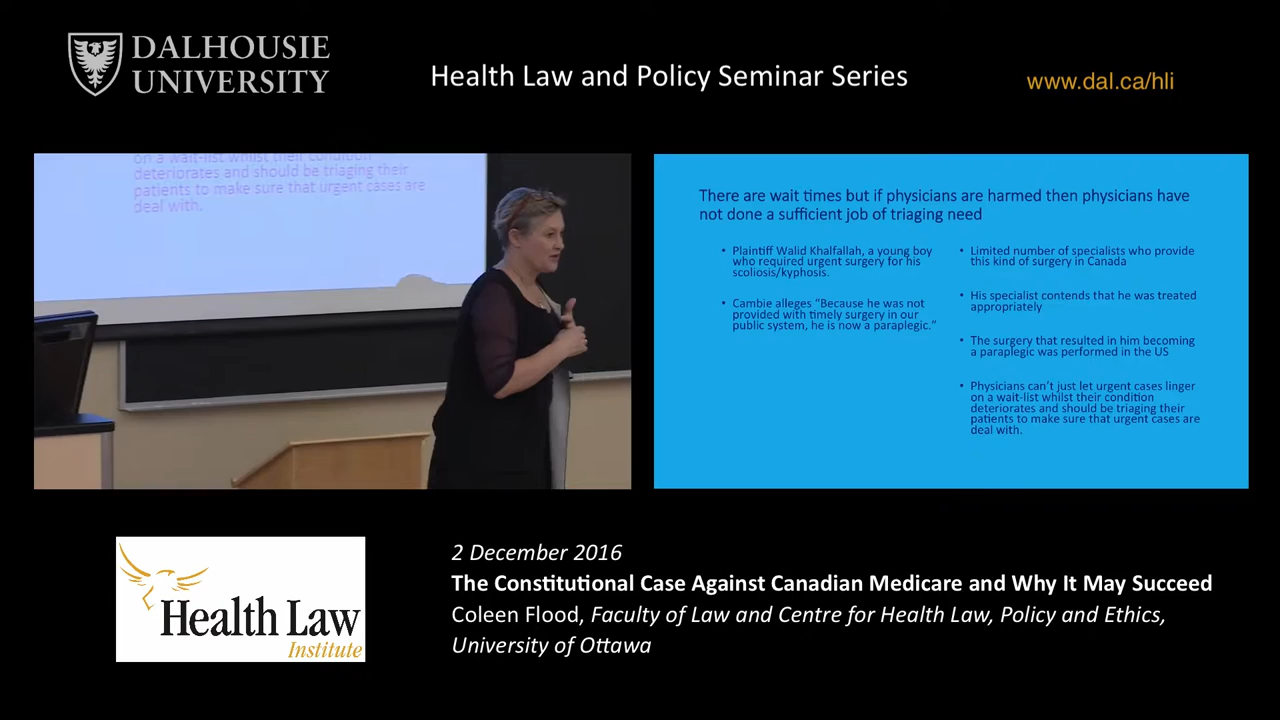 DALHOUSIE
UNIVERSITY
Health Law and Policy Seminar Series
www.dal.ca/hli
on a wait-list whilst their condition
deteriorates and should be triaging their
patients to make sure that urgent cases are
deal with.
There are wait times but if physicians are harmed then physicians have
not done a sufficient job of triaging need
• Plaintiff Walid Khalfallah, a young boy
who required urgent surgery for his
scoliosis/kyphosis.
• Cambie alleges “Because he was not
provided with timely surgery in our
public system, he is now a paraplegic.”
• Limited number of specialists who provide
this kind of surgery in Canada
• His specialist contends that he was treated
appropriately
• The surgery that resulted in him becoming
a paraplegic was performed in the US
• Physicians can’t just let urgent cases linger
on a wait-list whilst their condition
deteriorates and should be triaging their
patients to make sure that urgent cases are
deal with.
Health Law
Institute
2 December 2016
The Constitutional Case Against Canadian Medicare and Why It May Succeed
Coleen Flood, Faculty of Law and Centre for Health Law, Policy and Ethics,
University of Ottawa